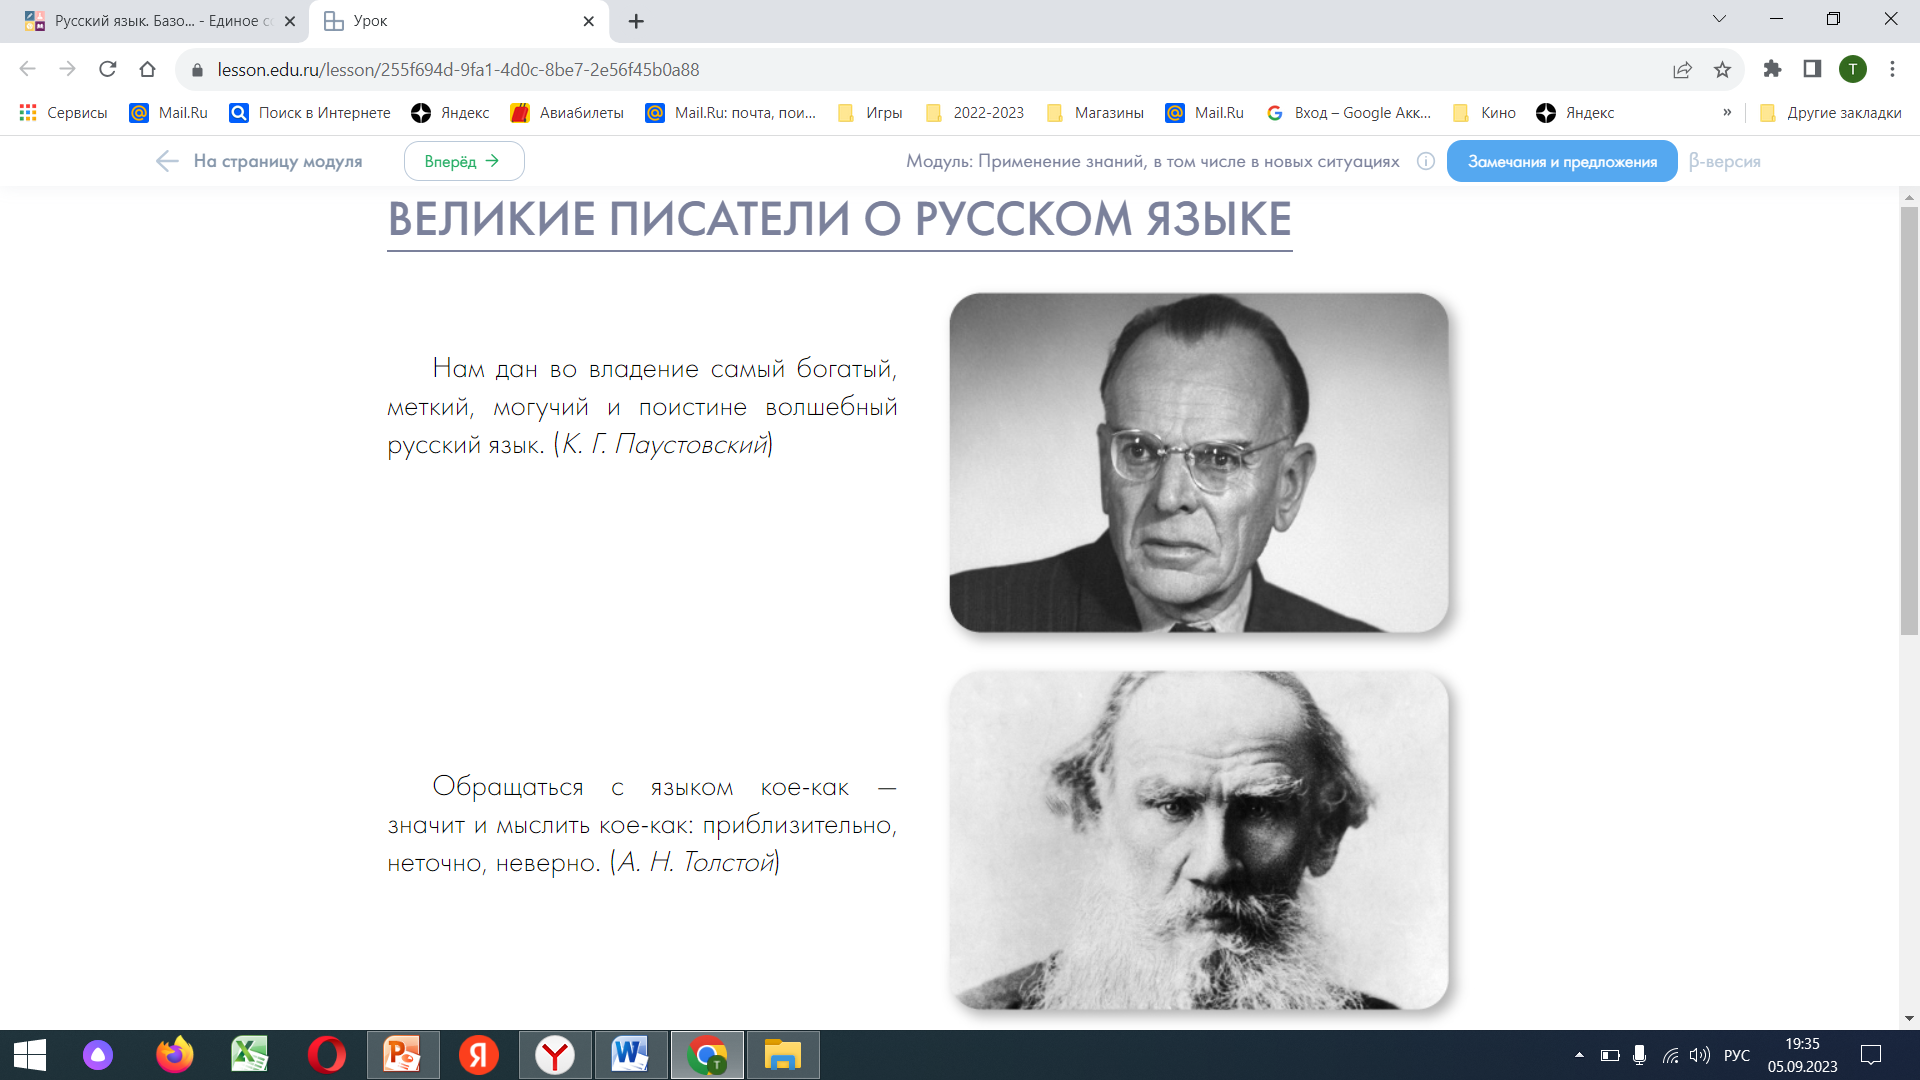 Русский язык. Базо... - Единое со
Урок
lesson.edu.ru/lesson/255f694d-9fa1-4d0c-8be7-2e56f45b0a88
T
Сервисы
Mail.Ru
Поиск в Интернете
Яндекс
Авиабилеты
Mail.Ru: почта, пои...
Игры
2022-2023
Магазины
Mail.Ru
Вход – Google Акк...
Кино
Яндекс
»
Другие закладки
На страницу модуля
Вперёд
Модуль: Применение знаний, в том числе в новых ситуациях
Замечания и предложения
β-версия
ВЕЛИКИЕ ПИСАТЕЛИ О РУССКОМ ЯЗЫКЕ
Нам дан во владение самый богатый,
меткий, могучий и поистине волшебный
русский язык. (К. Г. Паустовский)
Обращаться с языком кое-как —
значит и мыслить кое-как: приблизительно,
неточно, неверно. (А. Н. Толстой)
РУС
19:35
05.09.2023